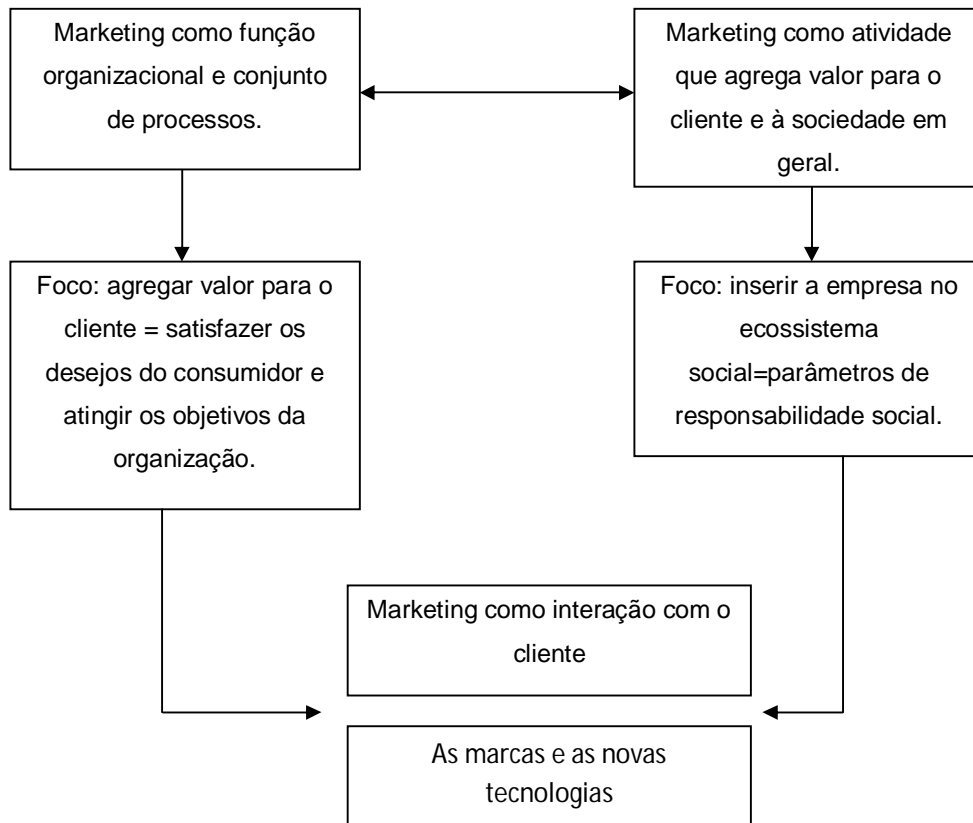 Marketing como função
organizacional e conjunto
de processos.
Marketing como atividade
que agrega valor para o
cliente e à sociedade em
geral.
Foco: agregar valor para o
cliente = satisfazer os
desejos do consumidor e
atingir os objetivos da
organização.
Foco: inserir a empresa no
ecossistema
social=parâmetros de
responsabilidade social.
Marketing como interação com o
cliente
As marcas e as novas
tecnologias